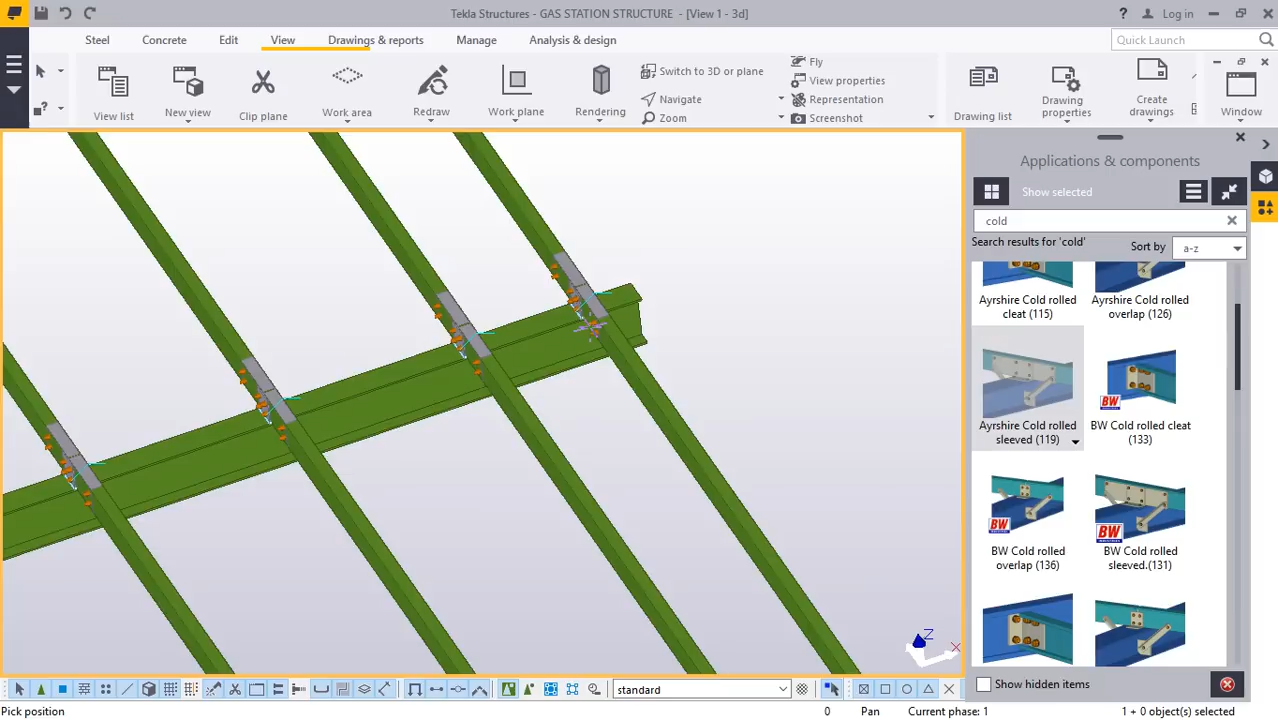 Tekla Structures - GAS STATION STRUCTURE - [View 1 - 3d]
? Log in
Steel Concrete Edit View Drawings & reports Manage Analysis & design
Quick Launch
Fly
Switch to 3D or plane View properties
Navigate Representation
Zoom Screenshot
View list New view Clip plane Work area Redraw Work plane Rendering
Drawing list
Drawing
properties
Create
drawings
Window
Applications & components
Show selected
cold
Search results for 'cold'
Sort by a-z
Ayrshire Cold rolled
cleat (115)
Ayrshire Cold rolled
overlap (126)
Ayrshire Cold rolled
sleeved (119)
BW
BW Cold rolled cleat
(133)
BW
BW Cold rolled
overlap (136)
BW
BW Cold rolled
sleeved.(131)
Z
X
Show hidden items
standard
Pick position 0 Pan Current phase: 1 1 + 0 object(s) selected